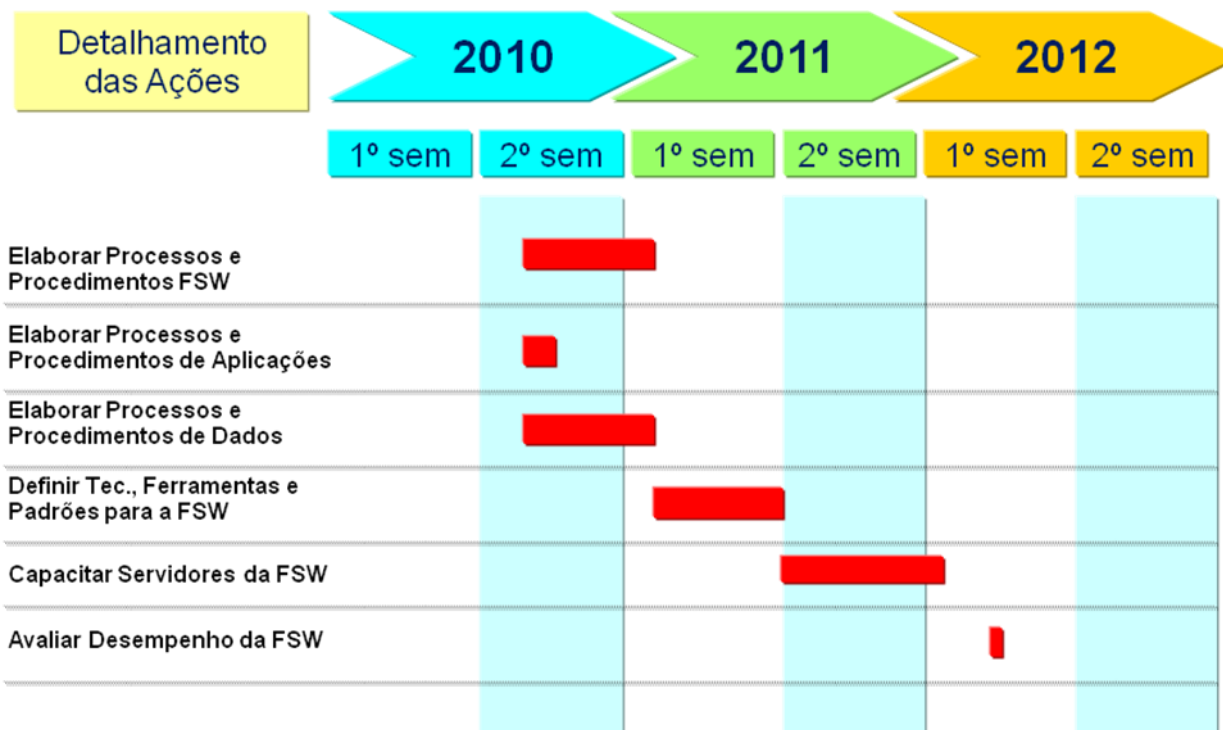 Detalhamento
das Ações
2010
2011
2012
1º sem
2º sem
1º sem
2º sem
1º sem
2º sem
Elaborar Processos e
Procedimentos FSW
Elaborar Processos e
Procedimentos de Aplicações
Elaborar Processos e
Procedimentos de Dados
Definir Tec., Ferramentas e
Padrões para a FSW
Capacitar Servidores da FSW
Avaliar Desempenho da FSW